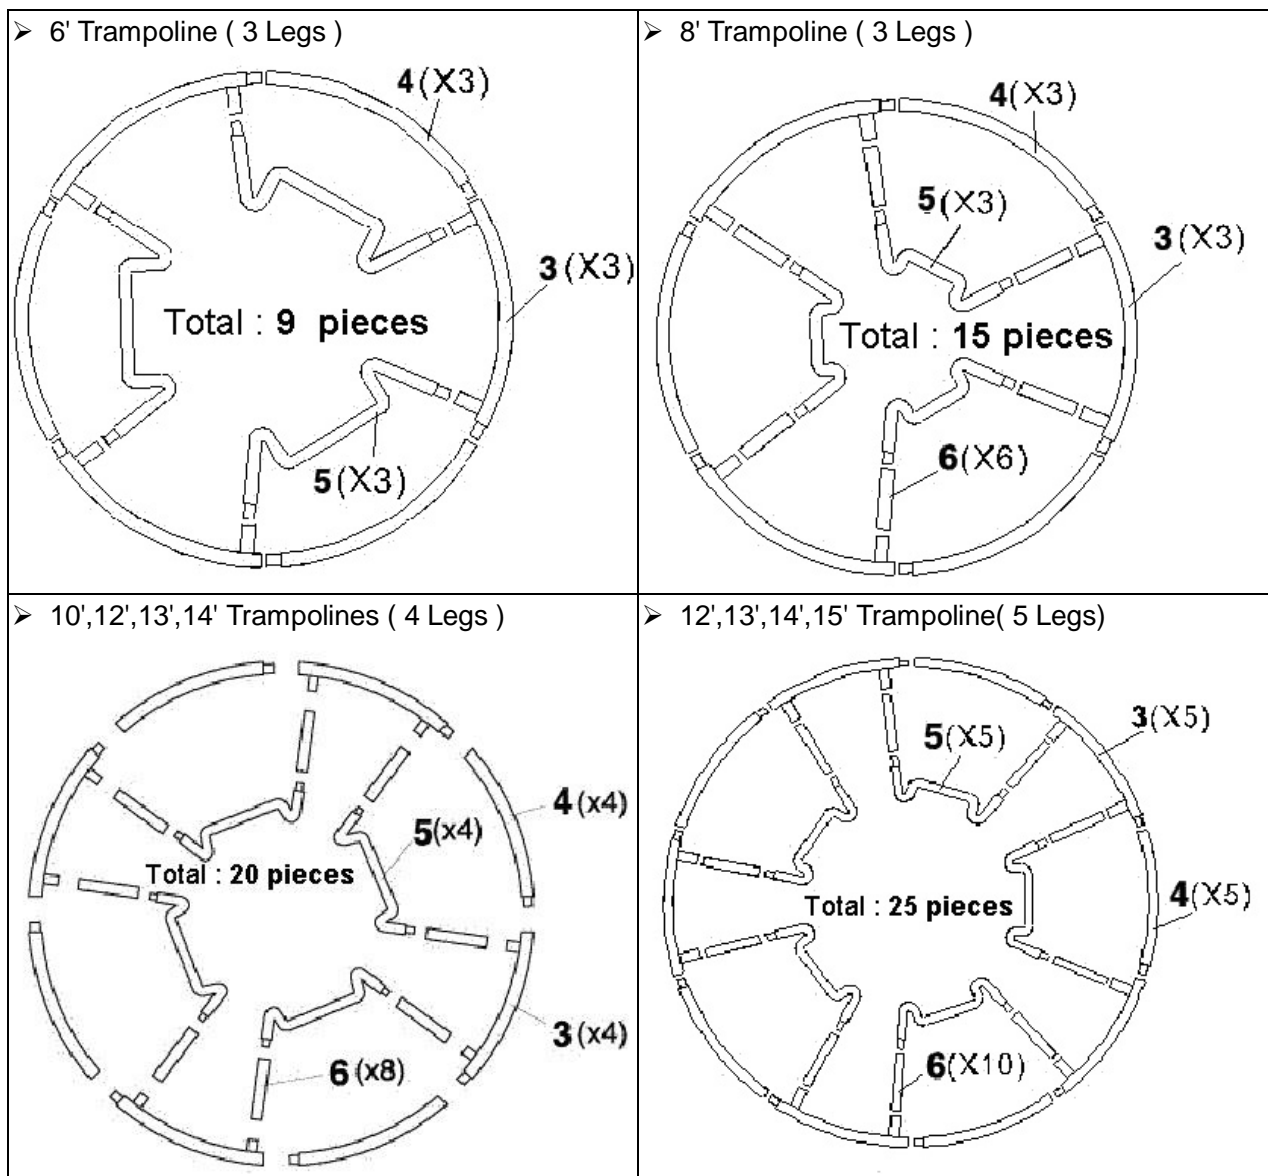 ➢ 6' Trampoline ( 3 Legs )
4(X3)
3(X3)
Total : 9 pieces
5(X3)
➢ 8' Trampoline ( 3 Legs )
4(X3)
5(X3)
3(X3)
Total : 15 pieces
6(X6)
➢ 10',12',13',14' Trampolines ( 4 Legs )
4(x4)
5(x4)
Total : 20 pieces
3(x4)
6(x8)
➢ 12',13',14',15' Trampoline( 5 Legs)
3(X5)
5(X5)
4(X5)
Total : 25 pieces
6(X10)